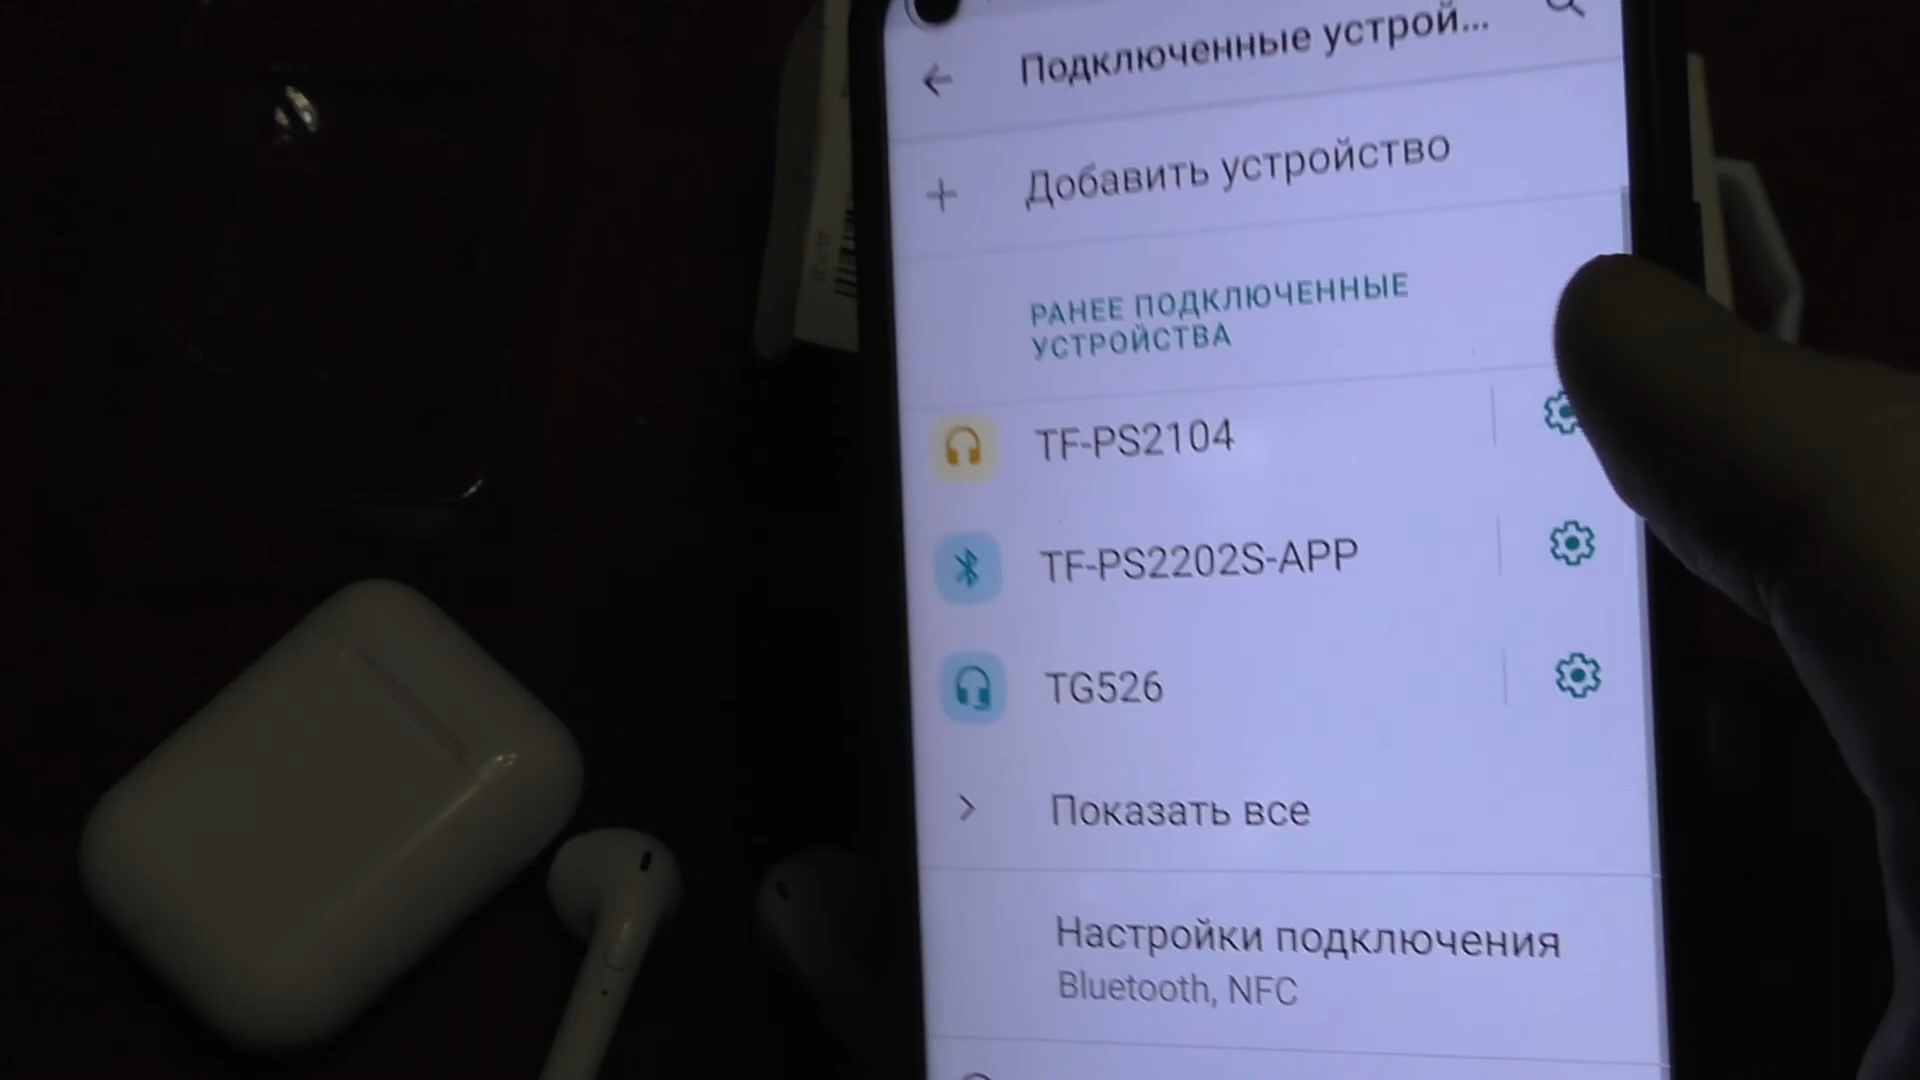 Подключенные устрой...
Добавить устройство
РАНЕЕ ПОДКЛЮЧЕННЫЕ
УСТРОЙСТВА
TF-PS2104
TF-PS2202S-APP
TG526
Показать все
Настройки подключения
Bluetooth, NFC